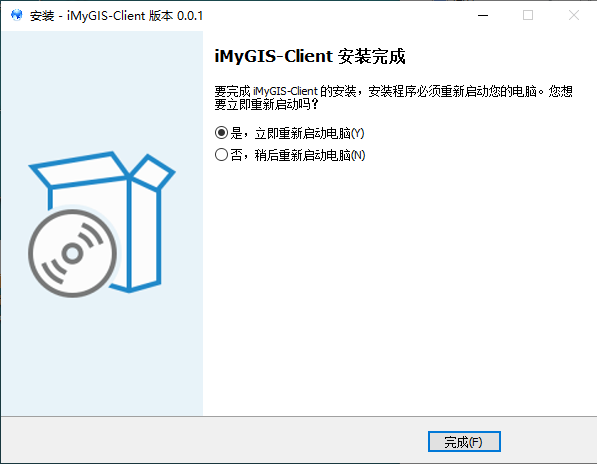 安装 - iMyGIS-Client 版本 0.0.1
iMyGIS-Client 安装完成
要完成 iMyGIS-Client 的安装，安装程序必须重新启动您的电脑。您想
要立即重新启动吗？
是，立即重新启动电脑(Y)
否，稍后重新启动电脑(N)
完成(F)